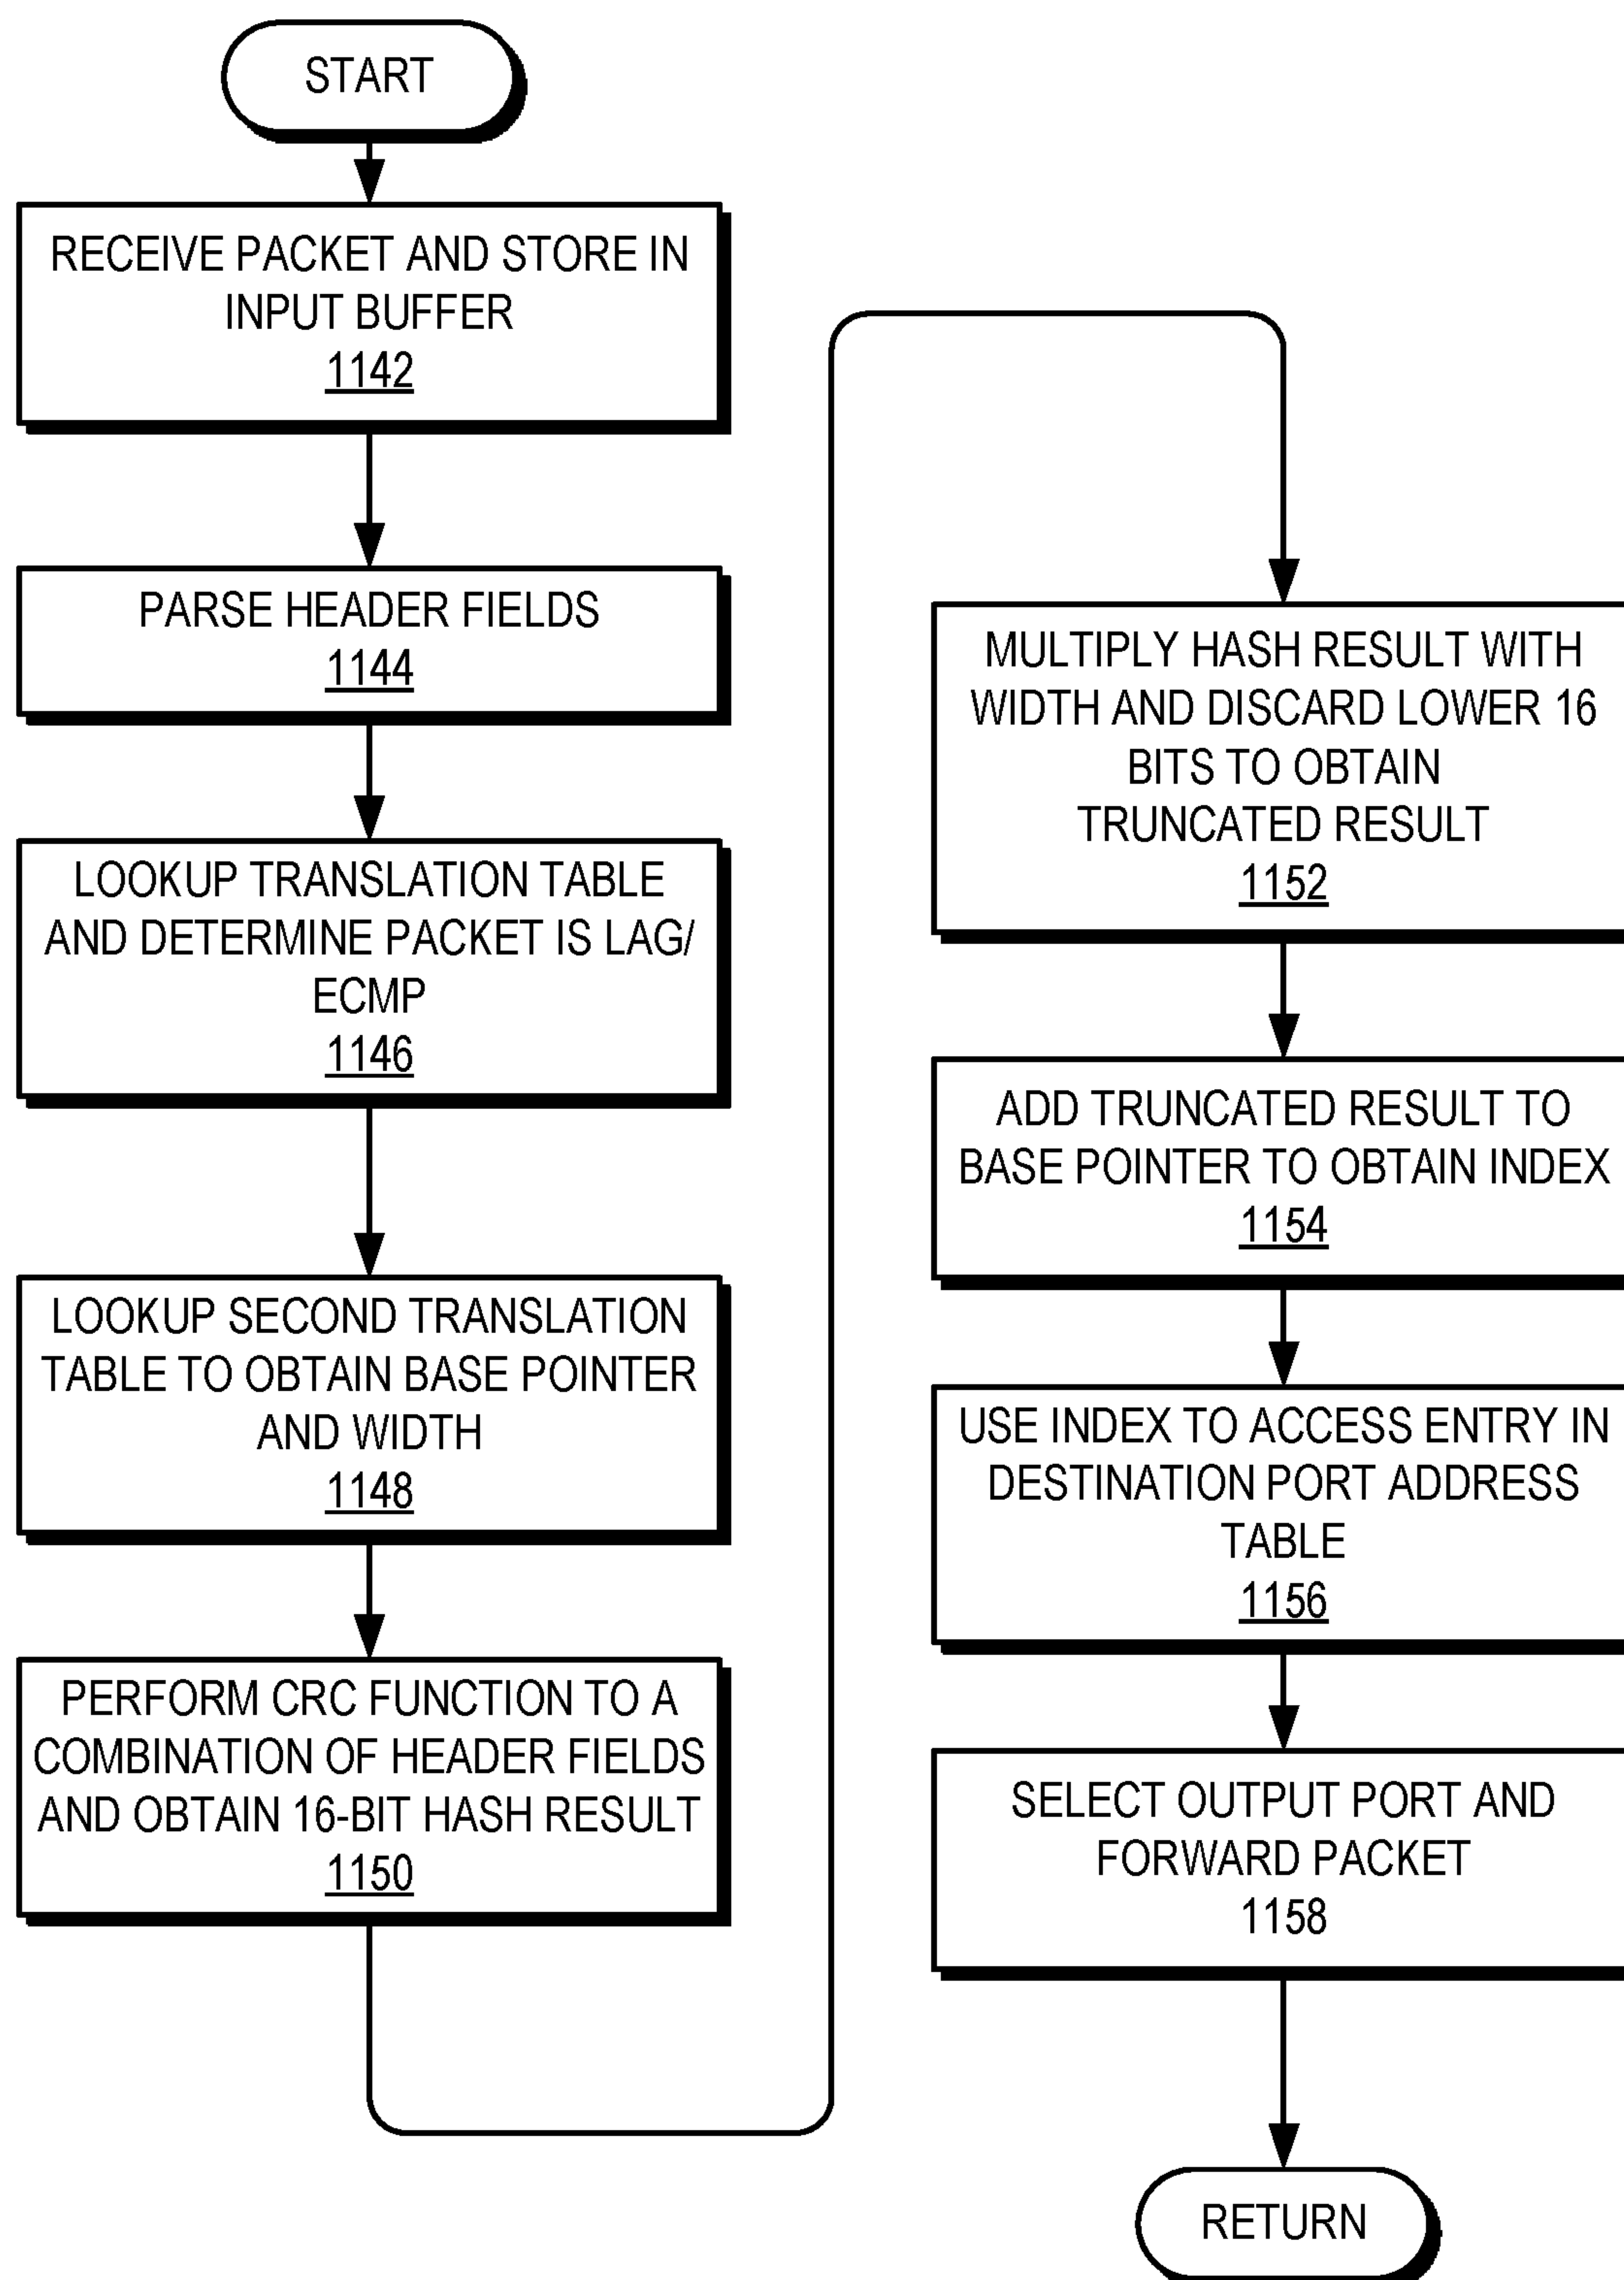 START
RECEIVE PACKET AND STORE IN
INPUT BUFFER
1142
PARSE HEADER FIELDS
1144
LOOKUP TRANSLATION TABLE
AND DETERMINE PACKET IS LAG/
ECMP
1146
LOOKUP SECOND TRANSLATION
TABLE TO OBTAIN BASE POINTER
AND WIDTH
1148
PERFORM CRC FUNCTION TO A
COMBINATION OF HEADER FIELDS
AND OBTAIN 16-BIT HASH RESULT
1150
MULTIPLY HASH RESULT WITH
WIDTH AND DISCARD LOWER 16
BITS TO OBTAIN
TRUNCATED RESULT
1152
ADD TRUNCATED RESULT TO
BASE POINTER TO OBTAIN INDEX
1154
USE INDEX TO ACCESS ENTRY IN
DESTINATION PORT ADDRESS
TABLE
1156
SELECT OUTPUT PORT AND
FORWARD PACKET
1158
RETURN